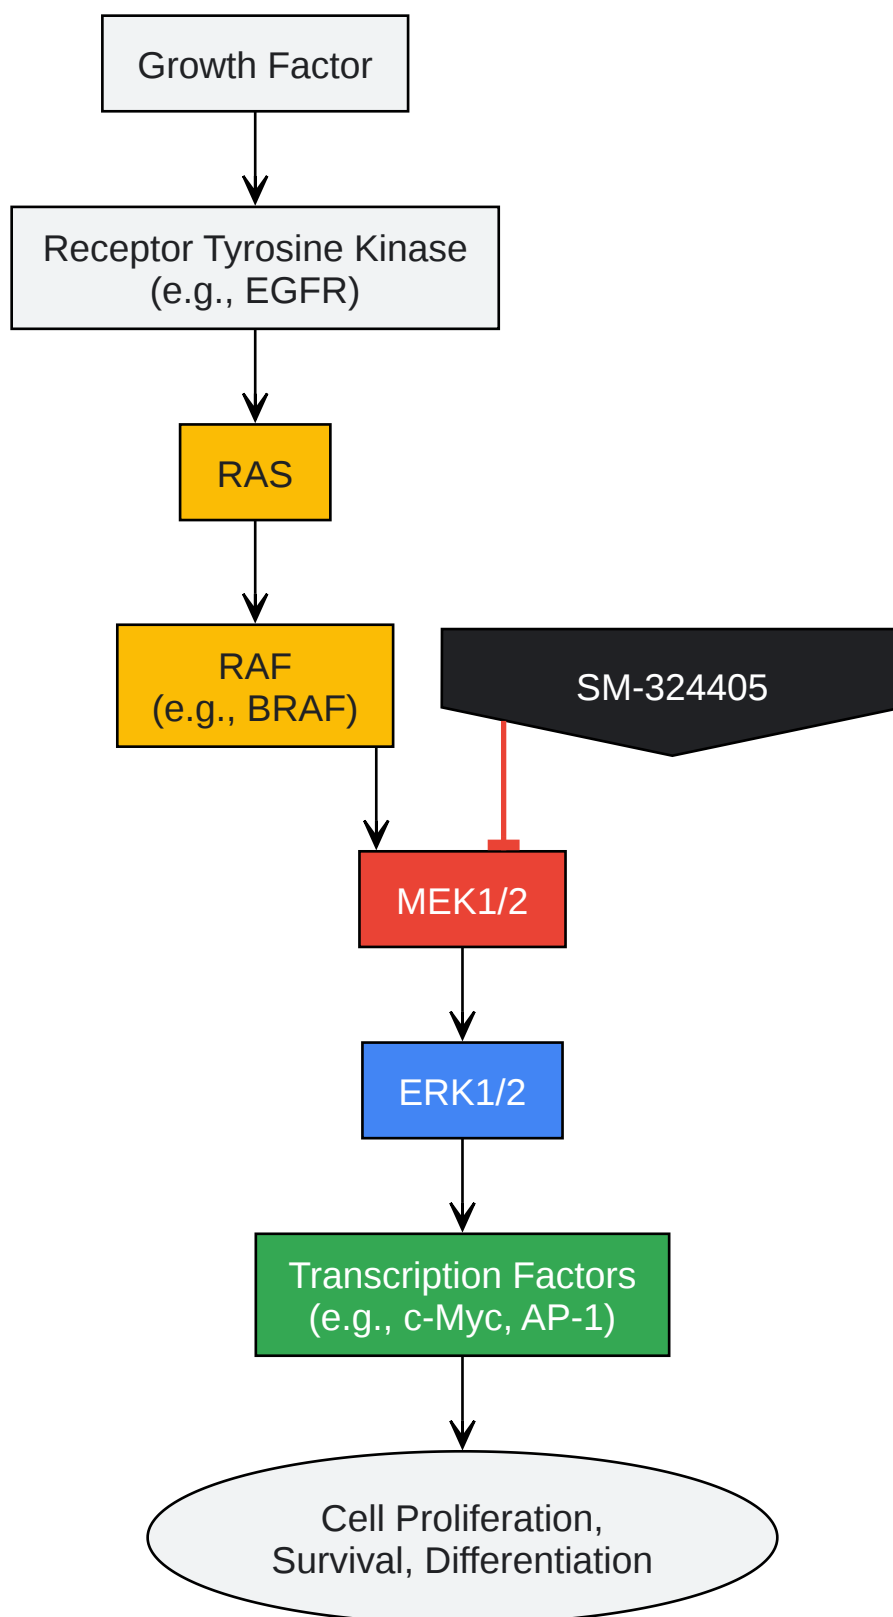 Growth Factor
Receptor Tyrosine Kinase
(e.g., EGFR)
RAS
RAF
(e.g., BRAF)
SM-324405
MEK1/2
ERK1/2
Transcription Factors
(e.g., c-Myc, AP-1)
Cell Proliferation,
Survival, Differentiation